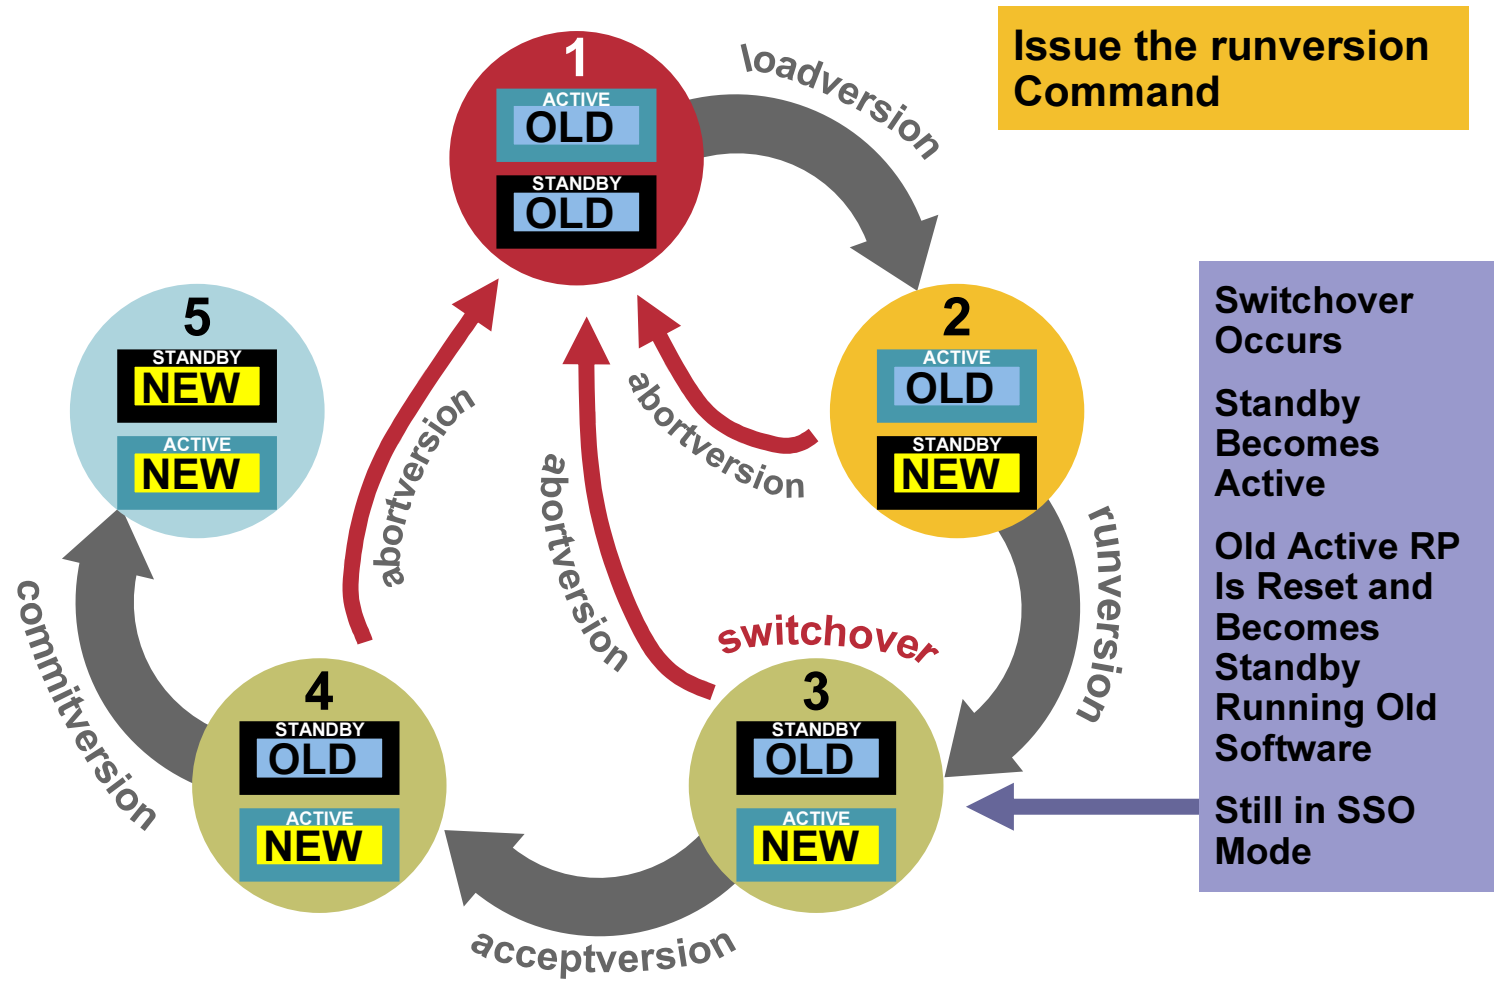 Issue the runversion
Command
1
ACTIVE
OLD
STANDBY
OLD
loadversion
2
ACTIVE
OLD
STANDBY
NEW
runversion
switchover
3
STANDBY
OLD
ACTIVE
NEW
acceptversion
4
STANDBY
OLD
ACTIVE
NEW
commitversion
5
STANDBY
NEW
ACTIVE
NEW
abortversion
abortversion
abortversion
Switchover
Occurs
Standby
Becomes
Active
Old Active RP
Is Reset and
Becomes
Standby
Running Old
Software
Still in SSO
Mode